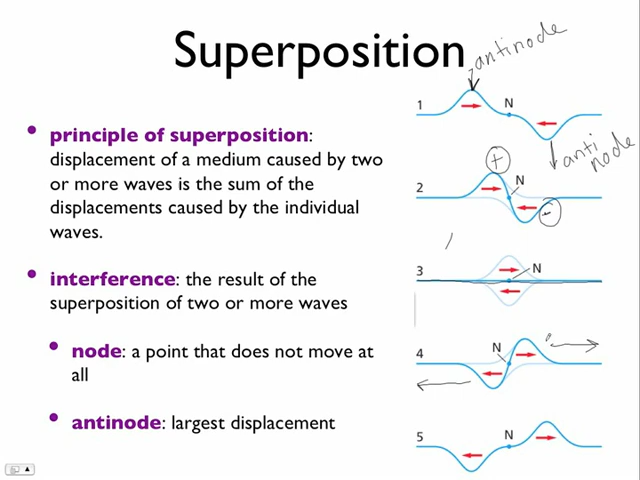 Superposition
antinode
• principle of superposition:
displacement of a medium caused by two
or more waves is the sum of the
displacements caused by the individual
waves.
• interference: the result of the
superposition of two or more waves
• node: a point that does not move at
all
• antinode: largest displacement
1
N
anti
node
2
+
N
-
3
N
4
N
5
N